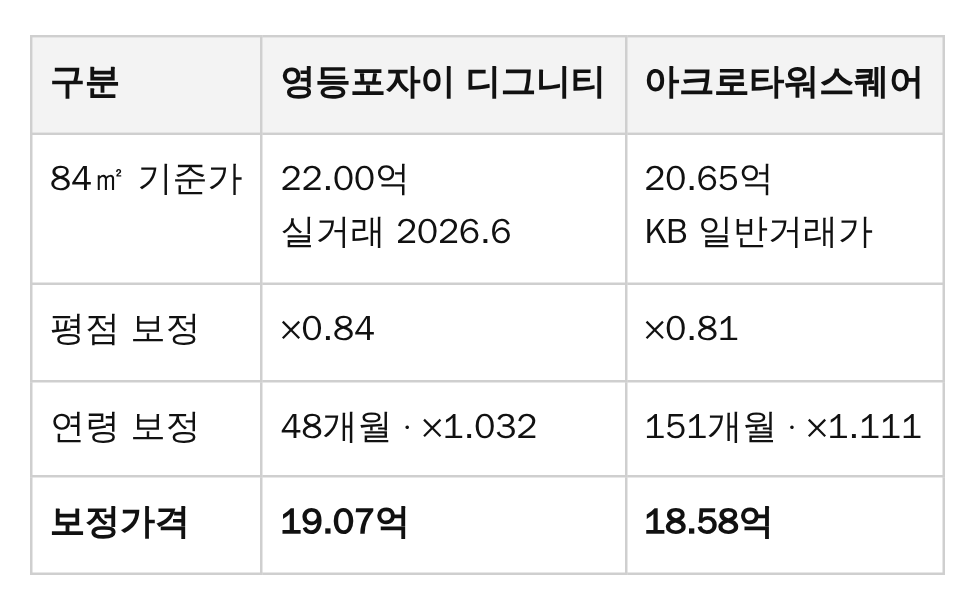 구분 영등포자이 디그니티 아크로타워스퀘어
84㎡ 기준가 22.00억 20.65억
실거래 2026.6 KB 일반거래가
평점 보정 ×0.84 ×0.81
연령 보정 48개월 · ×1.032 151개월 · ×1.111
보정가격 19.07억 18.58억